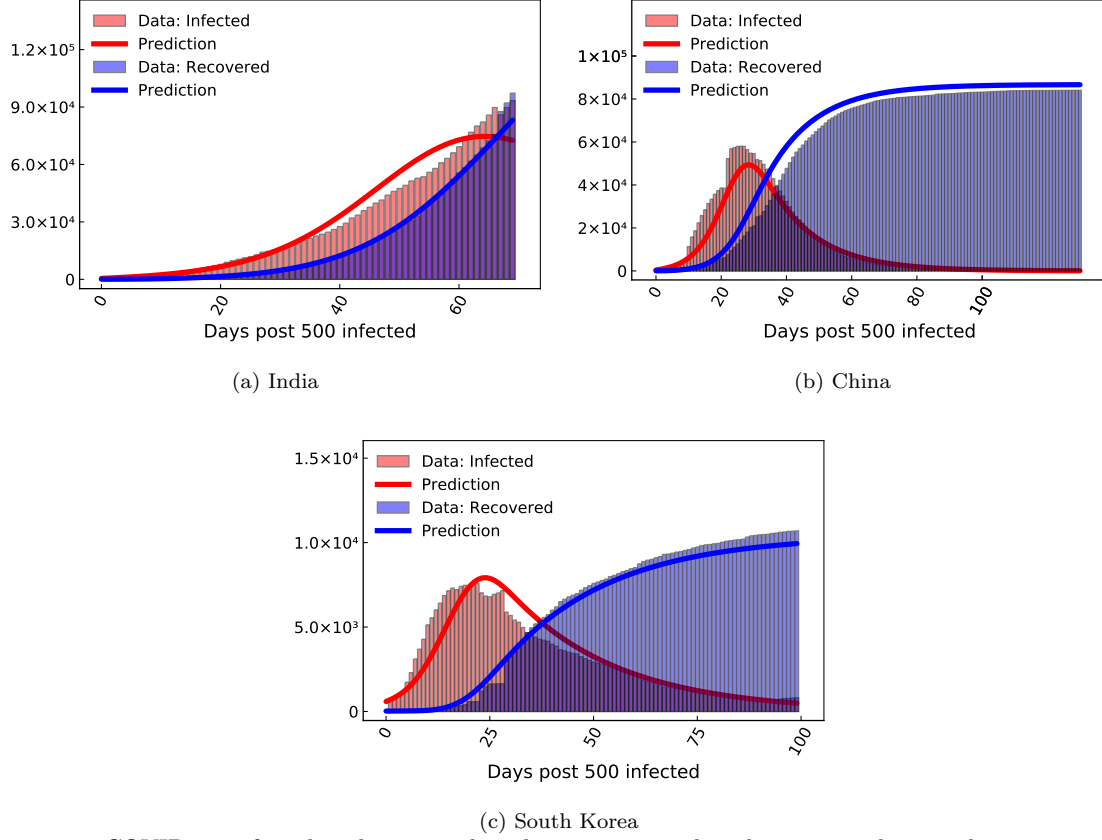 Data: Infected
Prediction
Data: Recovered
Prediction
1.2×10⁵
9.0×10⁴
6.0×10⁴
3.0×10⁴
0
0
20
40
60
Days post 500 infected
(a) India
Data: Infected
Prediction
Data: Recovered
Prediction
1×10⁵
8×10⁴
6×10⁴
4×10⁴
2×10⁴
0
0
20
40
60
80
100
Days post 500 infected
(b) China
Data: Infected
Prediction
Data: Recovered
Prediction
1.5×10⁴
1.0×10⁴
5.0×10³
0
0
25
50
75
100
Days post 500 infected
(c) South Korea